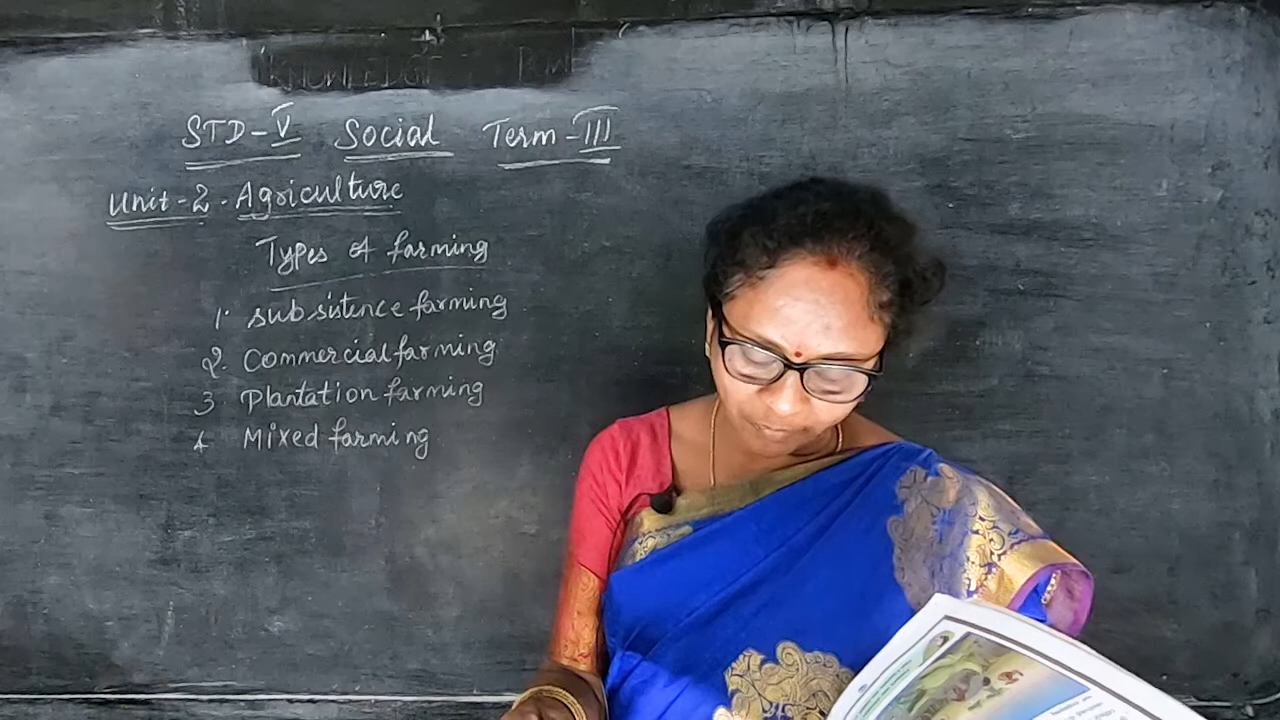 STD-V Social Term-III
Unit-2. Agriculture
Types of farming
1. subsistence farming
2. Commercial farming
3 Plantation farming
4 Mixed farming